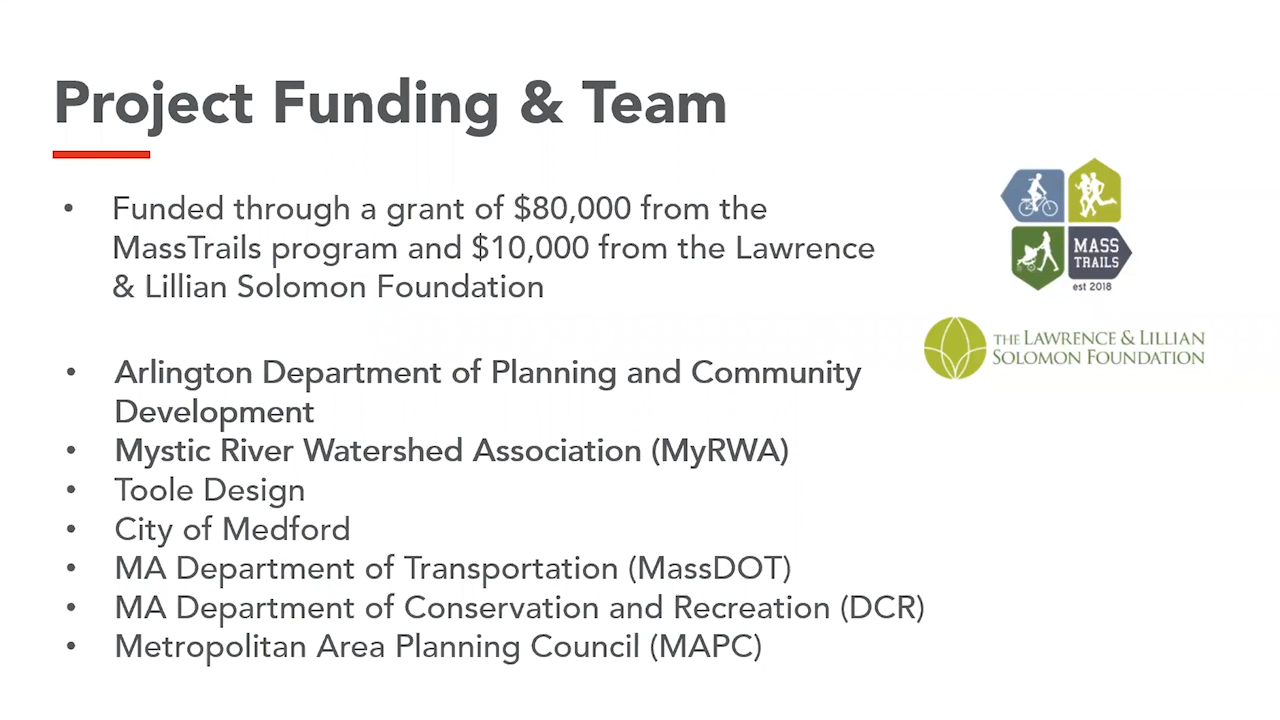 Project Funding & Team
• Funded through a grant of $80,000 from the
MassTrails program and $10,000 from the Lawrence
& Lillian Solomon Foundation
MASS
TRAILS
est 2018
THE LAWRENCE & LILLIAN
SOLOMON FOUNDATION
• Arlington Department of Planning and Community
Development
• Mystic River Watershed Association (MyRWA)
• Toole Design
• City of Medford
• MA Department of Transportation (MassDOT)
• MA Department of Conservation and Recreation (DCR)
• Metropolitan Area Planning Council (MAPC)